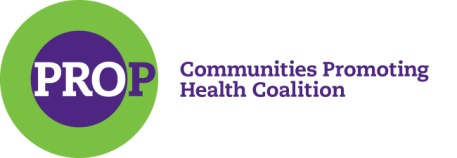 PROP
Communities Promoting
Health Coalition